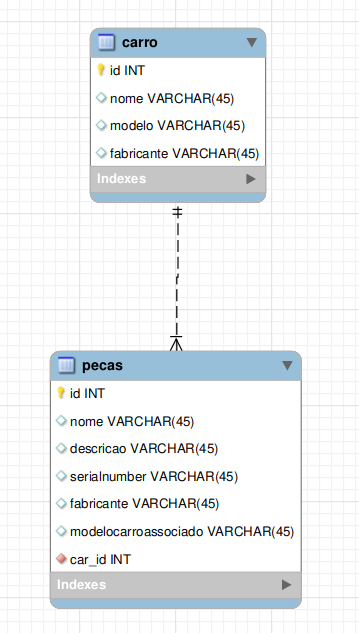 carro
id INT
nome VARCHAR(45)
modelo VARCHAR(45)
fabricante VARCHAR(45)
Indexes
pecas
id INT
nome VARCHAR(45)
descricao VARCHAR(45)
serialnumber VARCHAR(45)
fabricante VARCHAR(45)
modelocarroassociado VARCHAR(45)
car_id INT
Indexes